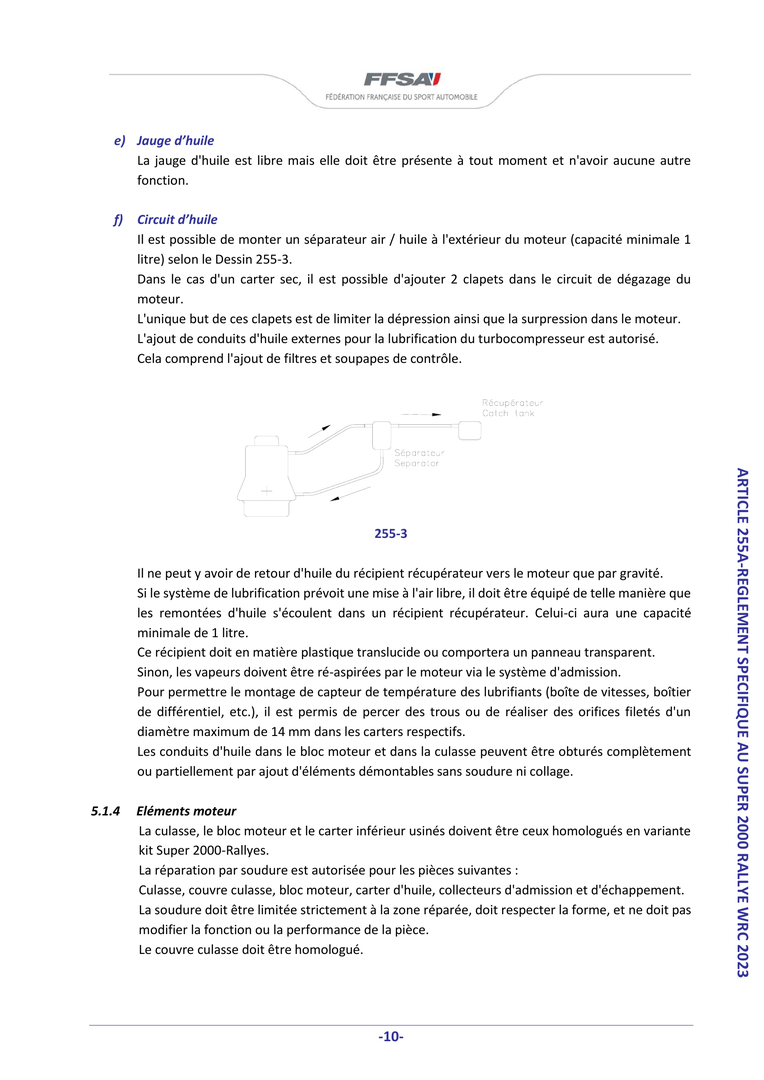 FFSA
FÉDÉRATION FRANÇAISE DU SPORT AUTOMOBILE
e) Jauge d'huile
La jauge d'huile est libre mais elle doit être présente à tout moment et n'avoir aucune autre
fonction.
f) Circuit d'huile
Il est possible de monter un séparateur air / huile à l'extérieur du moteur (capacité minimale 1
litre) selon le Dessin 255-3.
Dans le cas d'un carter sec, il est possible d'ajouter 2 clapets dans le circuit de dégazage du
moteur.
L'unique but de ces clapets est de limiter la dépression ainsi que la surpression dans le moteur.
L'ajout de conduits d'huile externes pour la lubrification du turbocompresseur est autorisé.
Cela comprend l'ajout de filtres et soupapes de contrôle.
Récupérateur
Catch tank
Séparateur
Separator
255-3
Il ne peut y avoir de retour d'huile du récipient récupérateur vers le moteur que par gravité.
Si le système de lubrification prévoit une mise à l'air libre, il doit être équipé de telle manière que
les remontées d'huile s'écoulent dans un récipient récupérateur. Celui-ci aura une capacité
minimale de 1 litre.
Ce récipient doit en matière plastique translucide ou comportera un panneau transparent.
Sinon, les vapeurs doivent être ré-aspirées par le moteur via le système d'admission.
Pour permettre le montage de capteur de température des lubrifiants (boîte de vitesses, boîtier
de différentiel, etc.), il est permis de percer des trous ou de réaliser des orifices filetés d'un
diamètre maximum de 14 mm dans les carters respectifs.
Les conduits d'huile dans le bloc moteur et dans la culasse peuvent être obturés complètement
ou partiellement par ajout d'éléments démontables sans soudure ni collage.
5.1.4 Eléments moteur
La culasse, le bloc moteur et le carter inférieur usinés doivent être ceux homologués en variante
kit Super 2000-Rallyes.
La réparation par soudure est autorisée pour les pièces suivantes :
Culasse, couvre culasse, bloc moteur, carter d'huile, collecteurs d'admission et d'échappement.
La soudure doit être limitée strictement à la zone réparée, doit respecter la forme, et ne doit pas
modifier la fonction ou la performance de la pièce.
Le couvre culasse doit être homologué.
ARTICLE 255A-REGLEMENT SPECIFIQUE AU SUPER 2000 RALLYE WRC 2023
-10-